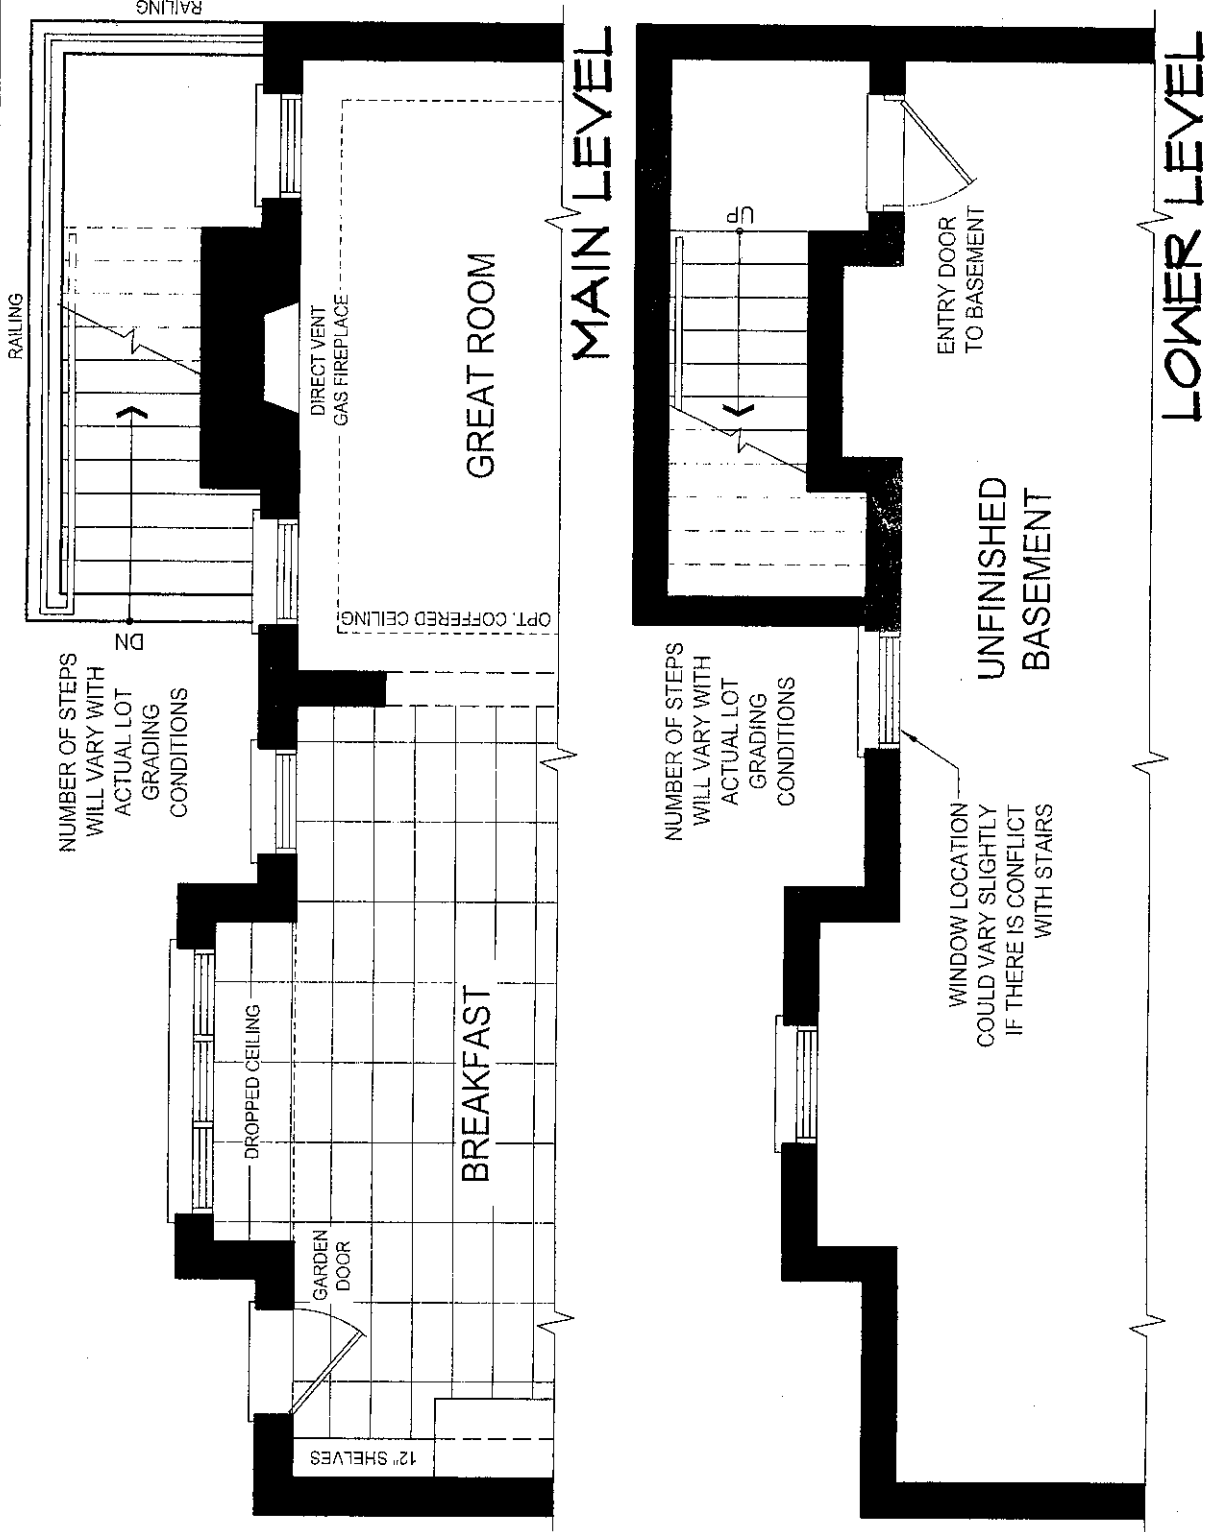 RAILING
RAILING
DN
NUMBER OF STEPS
WILL VARY WITH
ACTUAL LOT
GRADING
CONDITIONS
DIRECT VENT
GAS FIREPLACE
GREAT ROOM
OPT. COFFERED CEILING
DROPPED CEILING
BREAKFAST
GARDEN
DOOR
12" SHELVES
MAIN LEVEL
UP
NUMBER OF STEPS
WILL VARY WITH
ACTUAL LOT
GRADING
CONDITIONS
ENTRY DOOR
TO BASEMENT
UNFINISHED
BASEMENT
WINDOW LOCATION
COULD VARY SLIGHTLY
IF THERE IS CONFLICT
WITH STAIRS
LOWER LEVEL